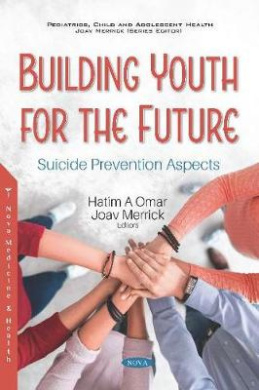 PEDIATRICS, CHILD AND ADOLESCENT HEALTH
JOAV MERRICK (SERIES EDITOR)
BUILDING YOUTH
FOR THE FUTURE
Suicide Prevention Aspects
Hatim A Omar
Joav Merrick
Editors
Nova Medicine & Health
NOVA